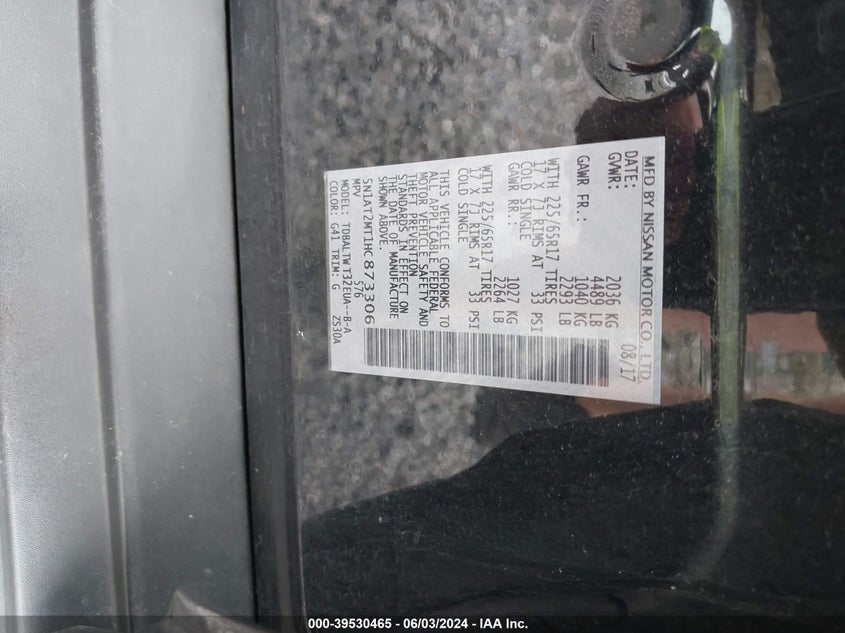 MFD BY NISSAN MOTOR CO., LTD.
DATE: 08/17
GVWR: 2036 KG
4489 LB
GAWR FR.: 1040 KG
2293 LB
WITH 225/65R17 TIRES
17 X 7J RIMS AT 33 PSI
COLD SINGLE
GAWR RR.: 1027 KG
2264 LB
WITH 225/65R17 TIRES
17 X 7J RIMS AT 33 PSI
COLD SINGLE
THIS VEHICLE CONFORMS TO
ALL APPLICABLE FEDERAL
MOTOR VEHICLE SAFETY AND
THEFT PREVENTION
STANDARDS IN EFFECT ON
THE DATE OF MANUFACTURE
SHOWN ABOVE.
5N1AT2MT1HC873306
MPV 576
MODEL: TDBALTWT32EUA--B-A
COLOR: G41 TRIM: G ZS30A
000-39530465 - 06/03/2024 - IAA Inc.